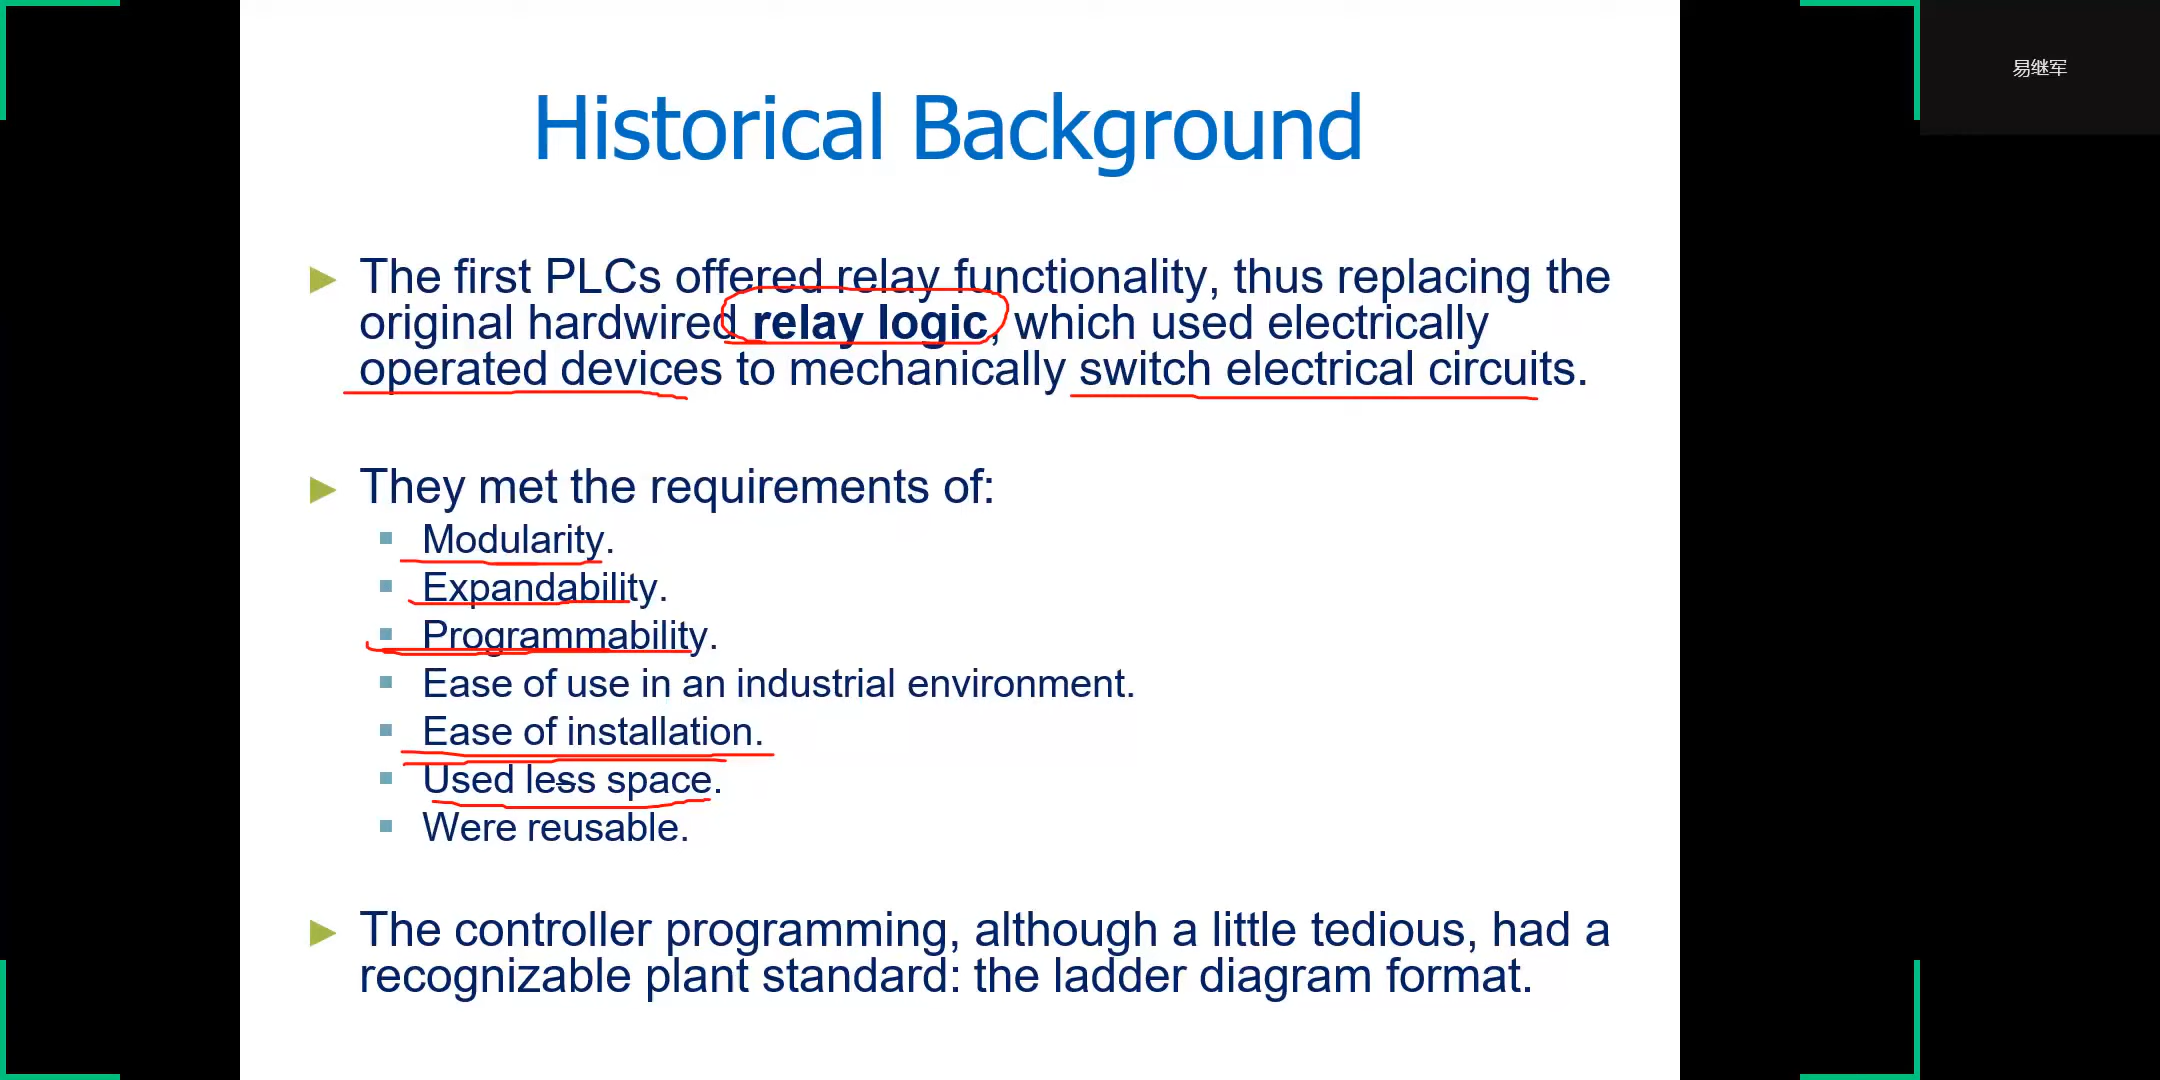 易继军
Historical Background
The first PLCs offered relay functionality, thus replacing the
original hardwired relay logic, which used electrically
operated devices to mechanically switch electrical circuits.
They met the requirements of:
Modularity.
Expandability.
Programmability.
Ease of use in an industrial environment.
Ease of installation.
Used less space.
Were reusable.
The controller programming, although a little tedious, had a
recognizable plant standard: the ladder diagram format.